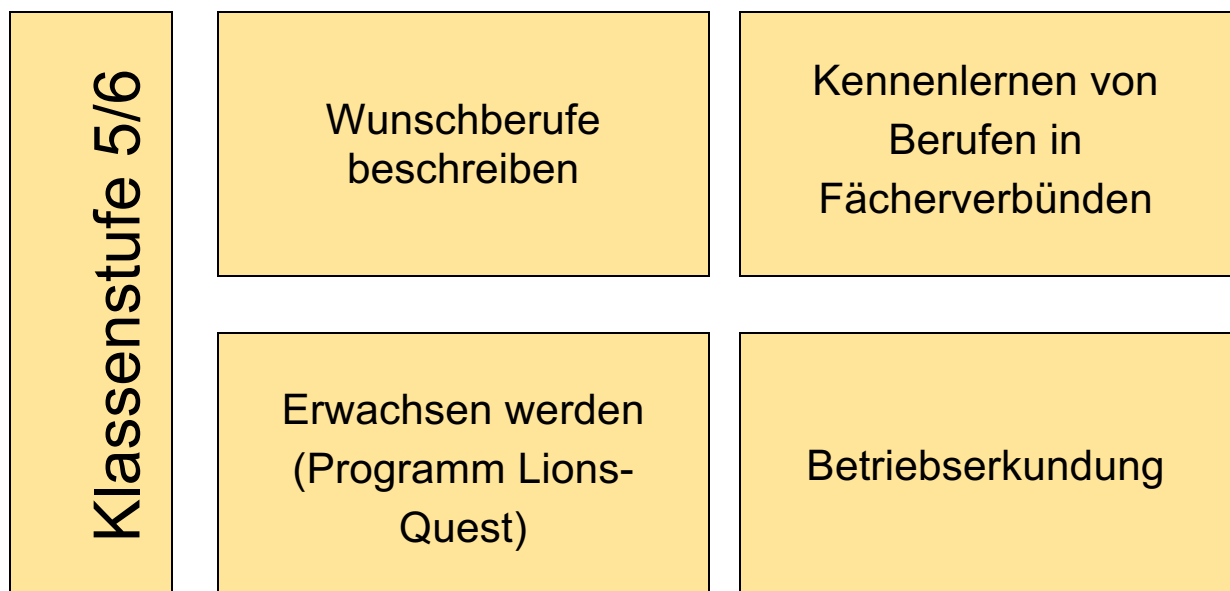 Klassenstufe 5/6
Wunschberufe
beschreiben
Kennenlernen von
Berufen in
Fächerverbünden
Erwachsen werden
(Programm Lions-
Quest)
Betriebserkundung